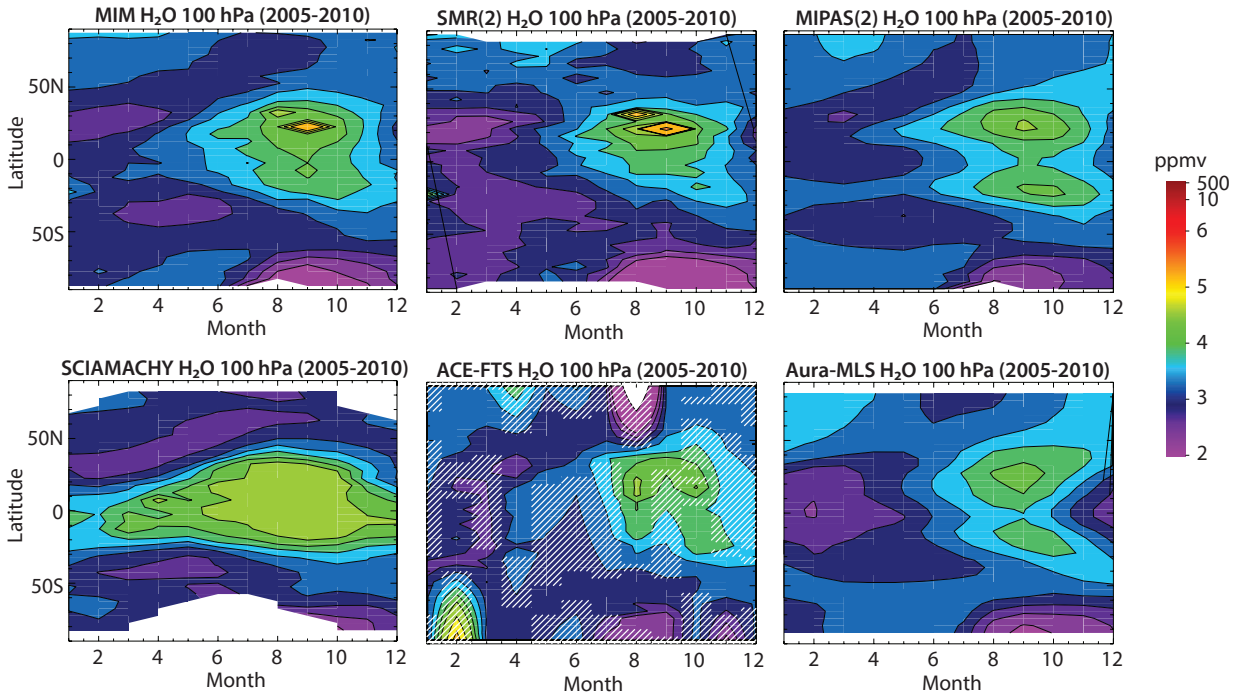 MIM H₂O 100 hPa (2005-2010)
SMR(2) H₂O 100 hPa (2005-2010)
MIPAS(2) H₂O 100 hPa (2005-2010)
Latitude
50N
0
50S
2 4 6 8 10 12
Month
2 4 6 8 10 12
Month
2 4 6 8 10 12
Month
ppmv
500
10
6
5
4
3
2
SCIAMACHY H₂O 100 hPa (2005-2010)
ACE-FTS H₂O 100 hPa (2005-2010)
Aura-MLS H₂O 100 hPa (2005-2010)
Latitude
50N
0
50S
2 4 6 8 10 12
Month
2 4 6 8 10 12
Month
2 4 6 8 10 12
Month